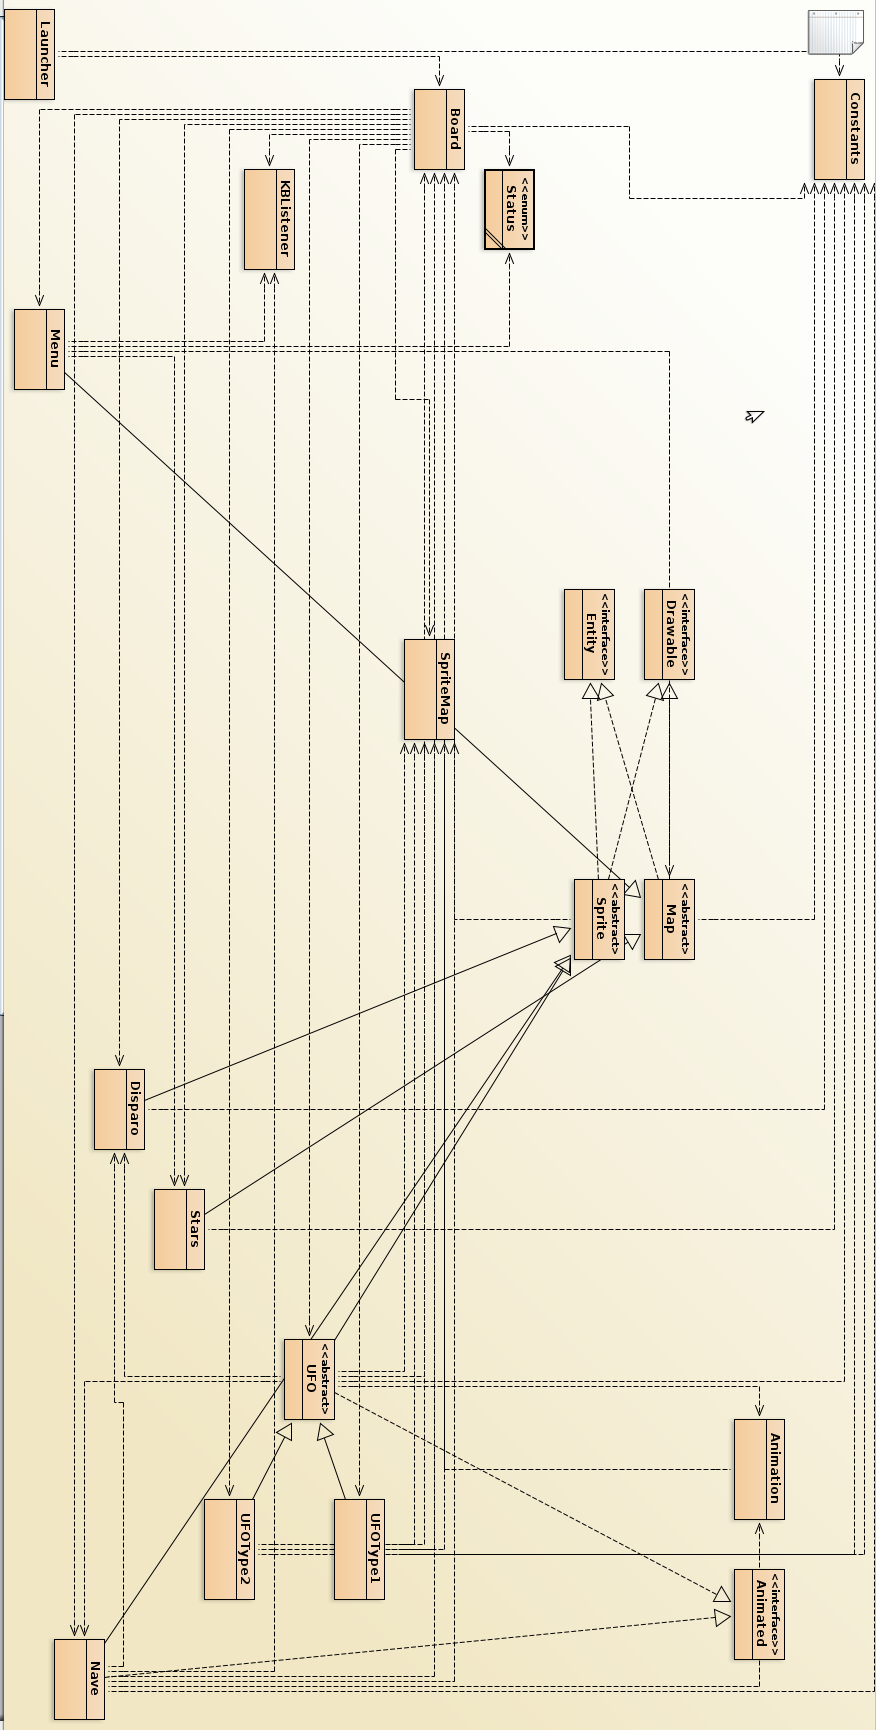 Constants
Animation
<<interface>>
Animated
<<interface>>
Drawable
<<abstract>
Map
<<interface>>
Entity
<<abstract>
Sprite
<<enum>>
Status
Board
SpriteMap
UFOType1
<<abstract>
UFO
KBListener
UFOType2
Stars
Disparo
Nave
Menu
Launcher